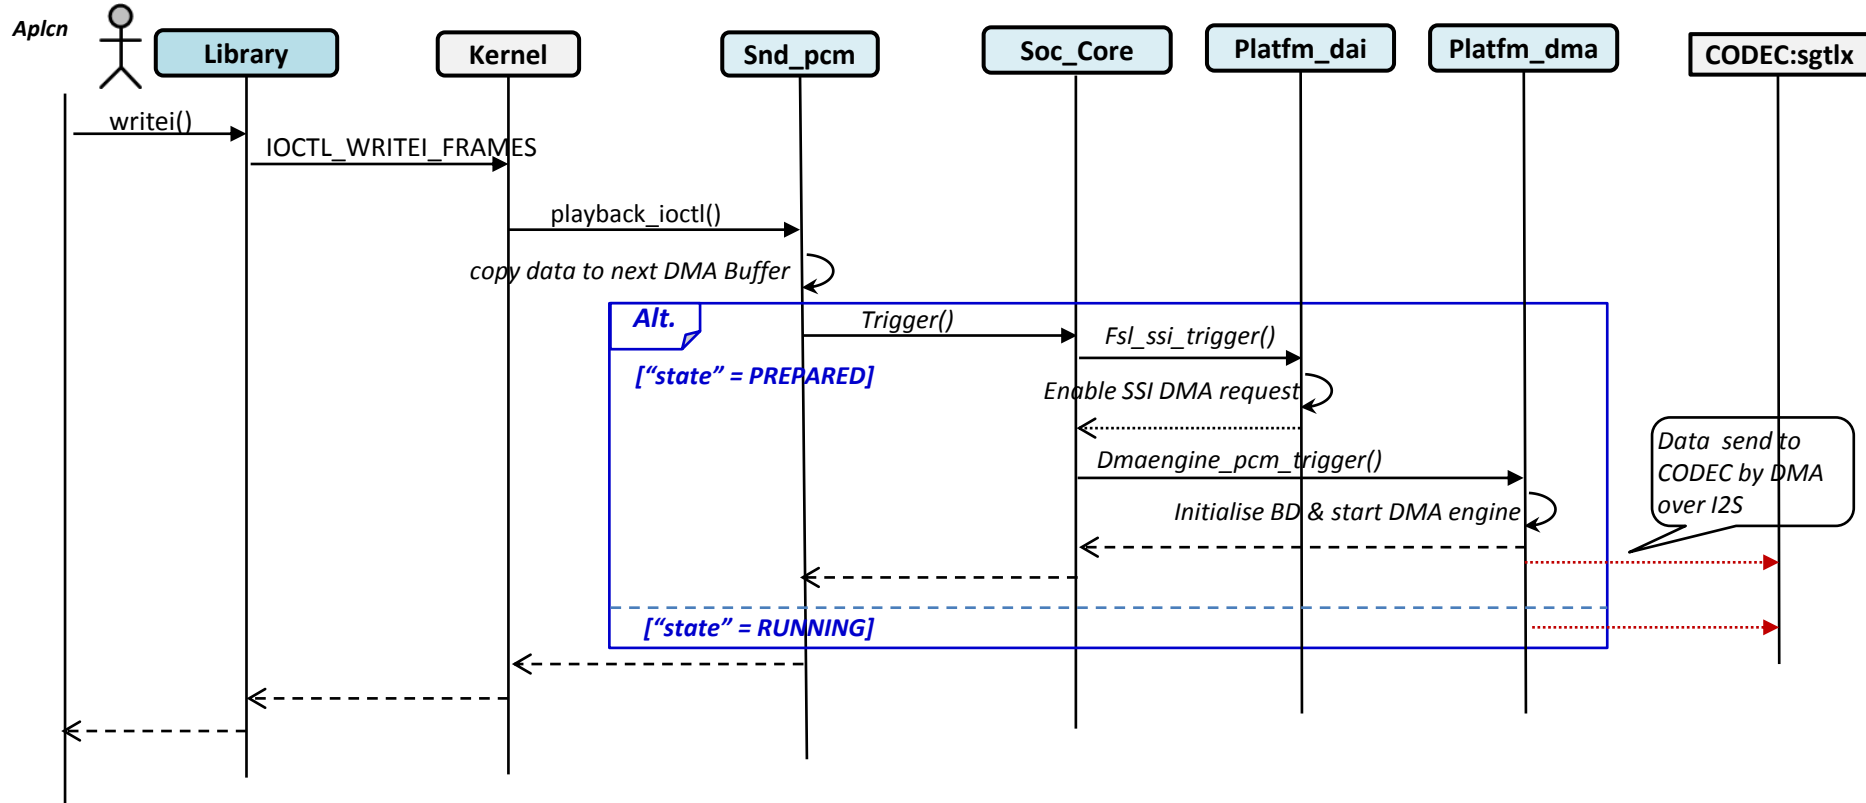 Aplcn
Library
Kernel
Snd_pcm
Soc_Core
Platfm_dai
Platfm_dma
CODEC:sgtlx
writei()
IOCTL_WRITEI_FRAMES
playback_ioctl()
copy data to next DMA Buffer
Alt.
Trigger()
Fsl_ssi_trigger()
["state" = PREPARED]
Enable SSI DMA request
Data send to
CODEC by DMA
over I2S
Dmaengine_pcm_trigger()
Initialise BD & start DMA engine
["state" = RUNNING]